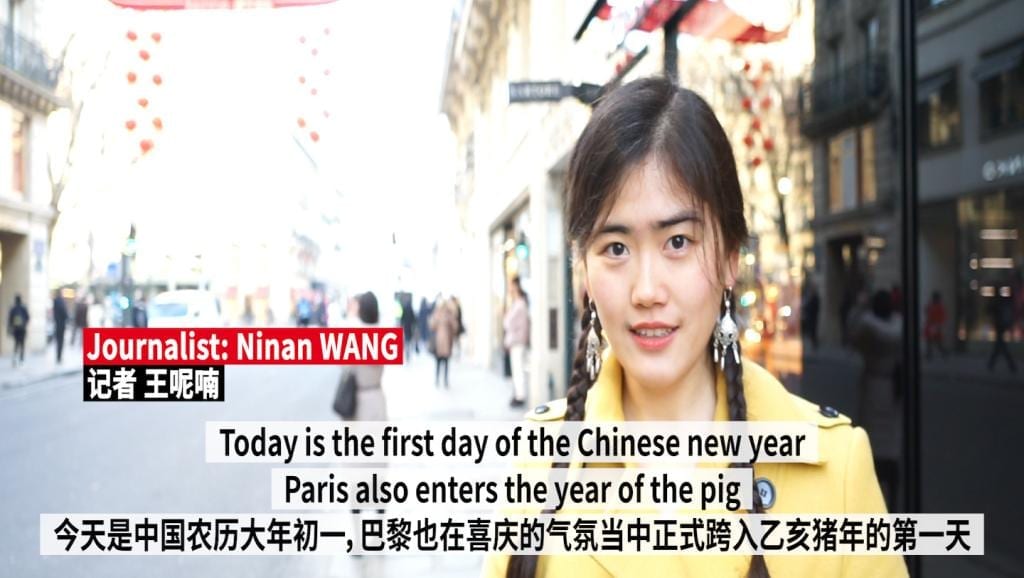 Journalist: Ninan WANG
记者 王呢喃
Today is the first day of the Chinese new year
Paris also enters the year of the pig
今天是中国农历大年初一, 巴黎也在喜庆的气氛当中正式跨入乙亥猪年的第一天